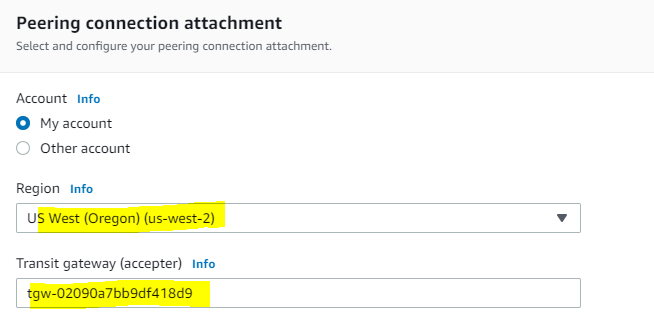 Peering connection attachment
Select and configure your peering connection attachment.
Account Info
My account
Other account
Region Info
US West (Oregon) (us-west-2)
Transit gateway (accepter) Info
tgw-02090a7bb9df418d9